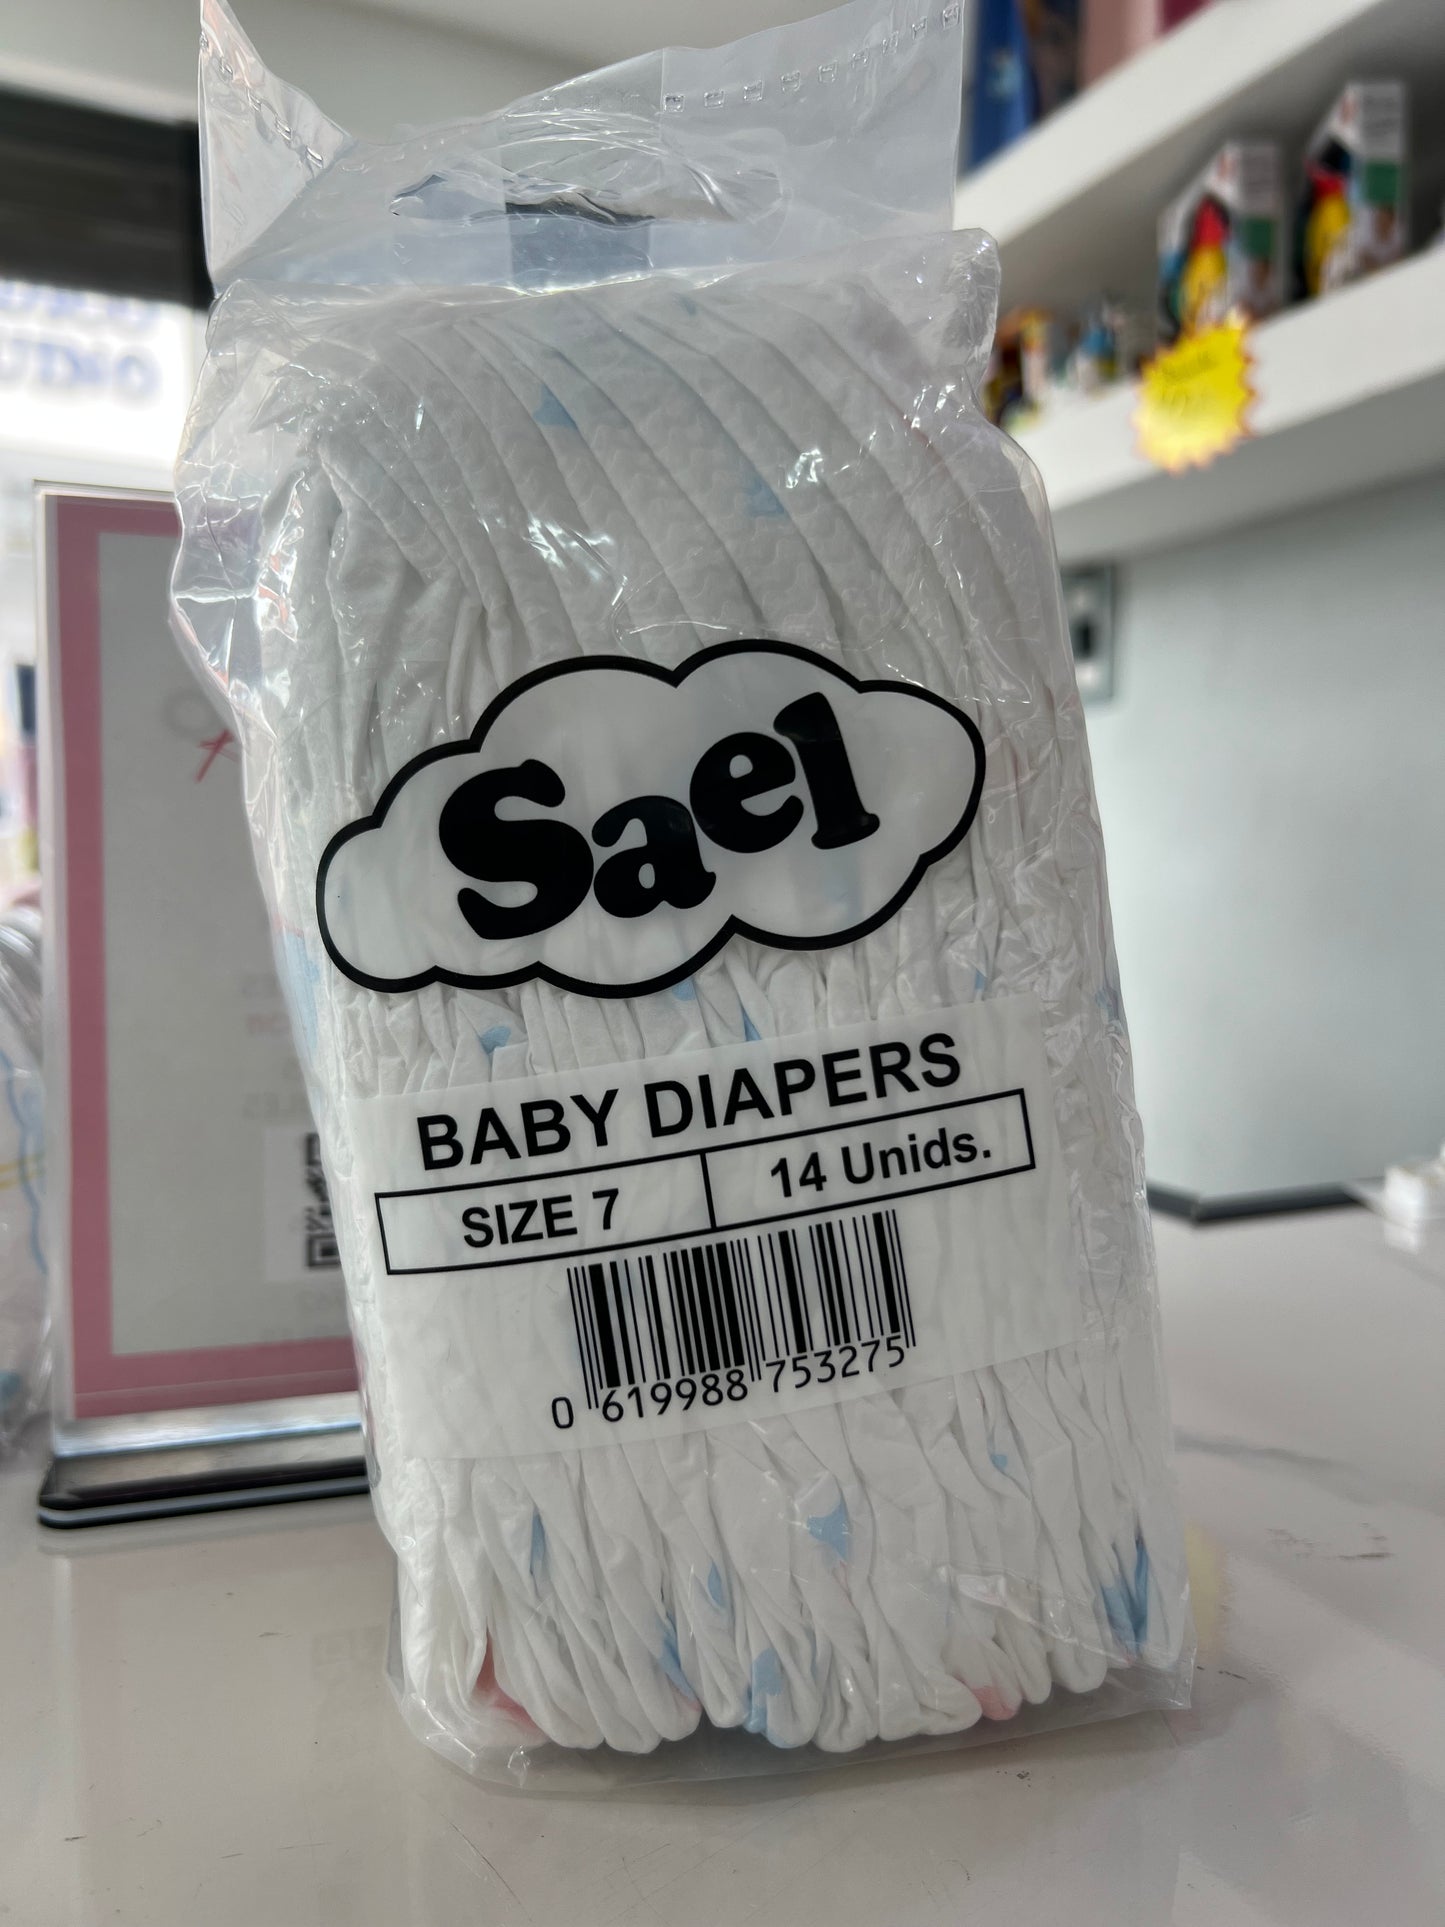 Sael
BABY DIAPERS
SIZE 7
14 Unids.
0 619988 753275